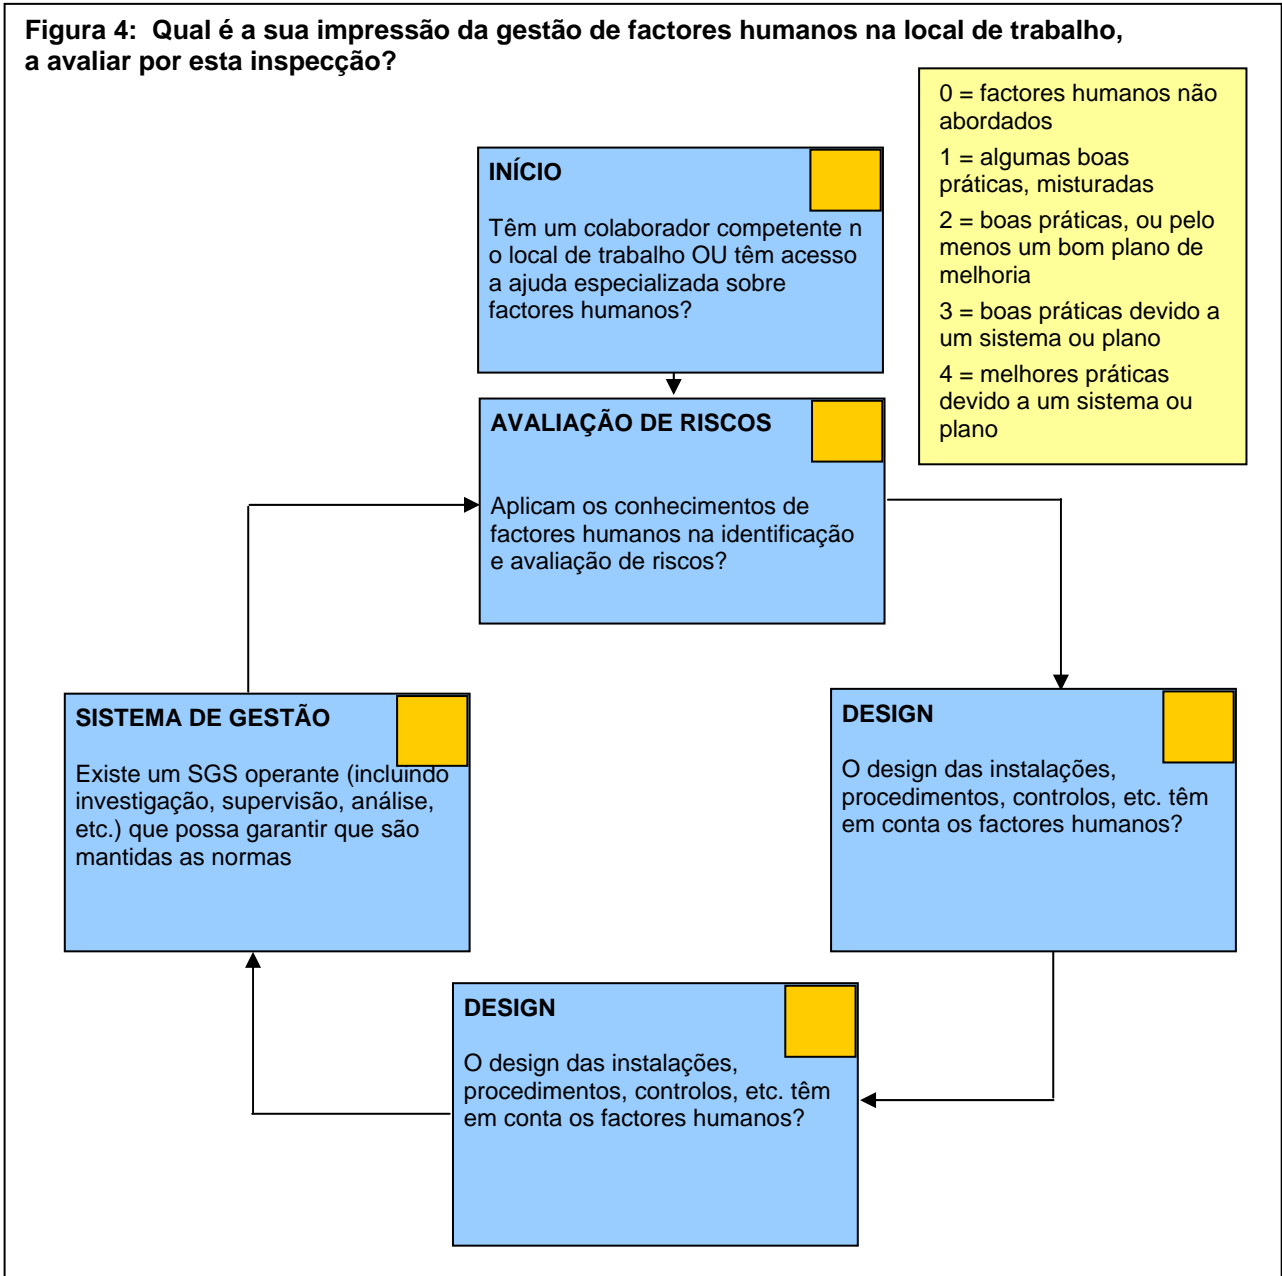 Figura 4: Qual é a sua impressão da gestão de factores humanos na local de trabalho,
a avaliar por esta inspecção?
0 = factores humanos não
abordados
1 = algumas boas
práticas, misturadas
2 = boas práticas, ou pelo
menos um bom plano de
melhoria
3 = boas práticas devido a
um sistema ou plano
4 = melhores práticas
devido a um sistema ou
plano
INÍCIO
Têm um colaborador competente n
o local de trabalho OU têm acesso
a ajuda especializada sobre
factores humanos?
AVALIAÇÃO DE RISCOS
Aplicam os conhecimentos de
factores humanos na identificação
e avaliação de riscos?
SISTEMA DE GESTÃO
Existe um SGS operante (incluindo
investigação, supervisão, análise,
etc.) que possa garantir que são
mantidas as normas
DESIGN
O design das instalações,
procedimentos, controlos, etc. têm
em conta os factores humanos?
DESIGN
O design das instalações,
procedimentos, controlos, etc. têm
em conta os factores humanos?